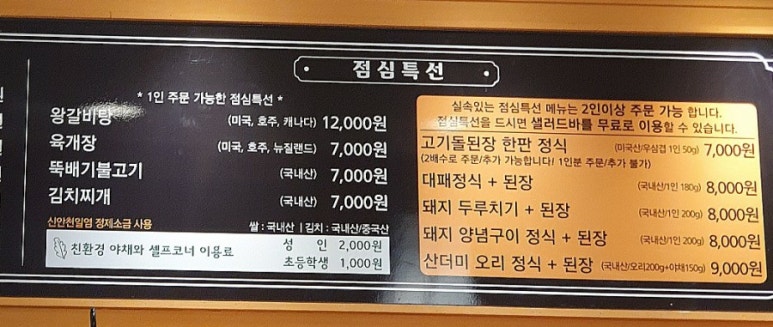 점심특선
* 1인 주문 가능한 점심특선 *
왕갈비탕 (미국, 호주, 캐나다) 12,000원
육개장 (미국, 호주, 뉴질랜드) 7,000원
뚝배기불고기 (국내산) 7,000원
김치찌개 (국내산) 7,000원
신안천일염 정제소금 사용 쌀 : 국내산 | 김치 : 국내산/중국산
친환경 야채와 셀프코너 이용료 성 인 2,000원
초등학생 1,000원
실속있는 점심특선 메뉴는 2인이상 주문 가능 합니다.
점심특선을 드시면 샐러드바를 무료로 이용할 수 있습니다.
고기돌된장 한판 정식 (미국산/우삼겹 1인 50g) 7,000원
(2배수로 주문/추가 가능합니다/ 1인분 주문/추가 불가)
대패정식 + 된장 (국내산/1인 180g) 8,000원
돼지 두루치기 + 된장 (국내산/1인 200g) 8,000원
돼지 양념구이 정식 + 된장 (국내산/1인 200g) 8,000원
산더미 오리 정식 + 된장 (국내산/오리200g+야채150g) 9,000원